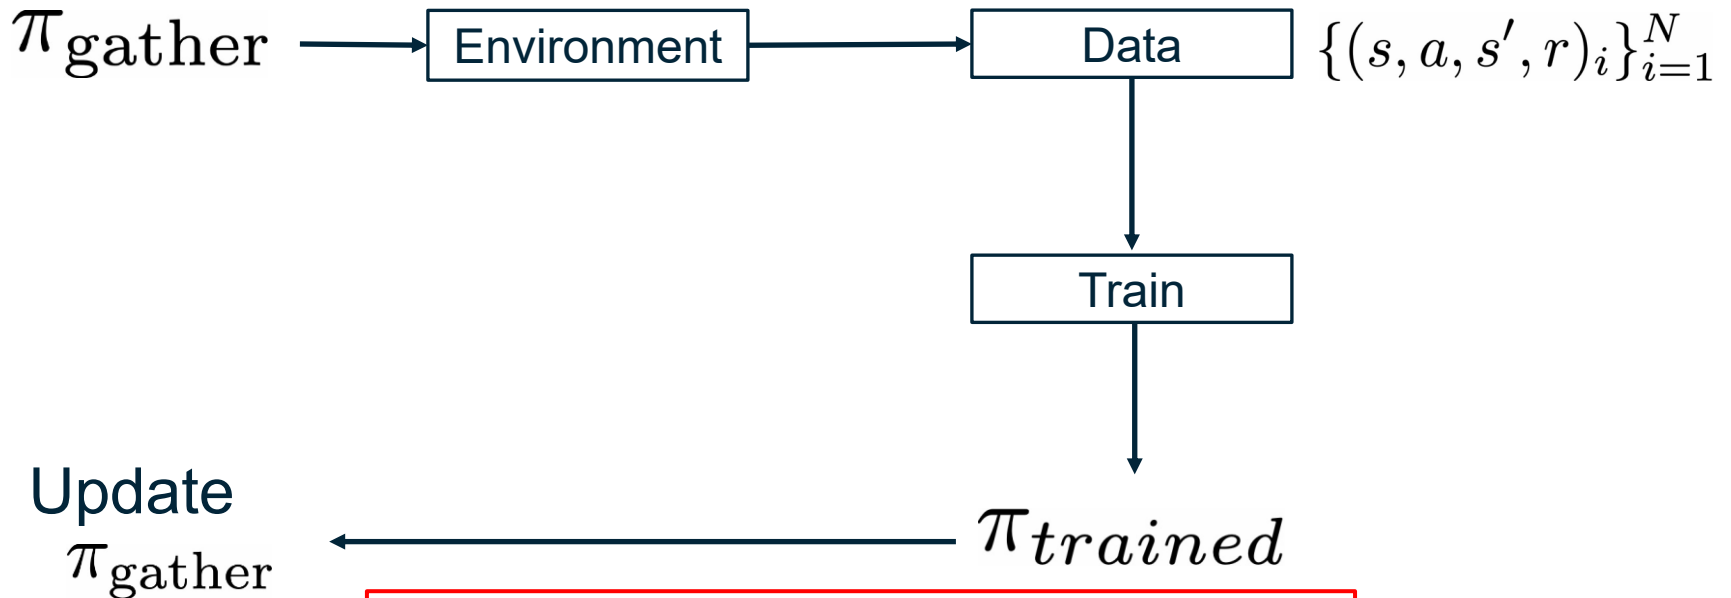 π_gather Environment Data {(s, a, s′, r)_i}_{i=1}^N
Train
Update
π_gather
π_trained